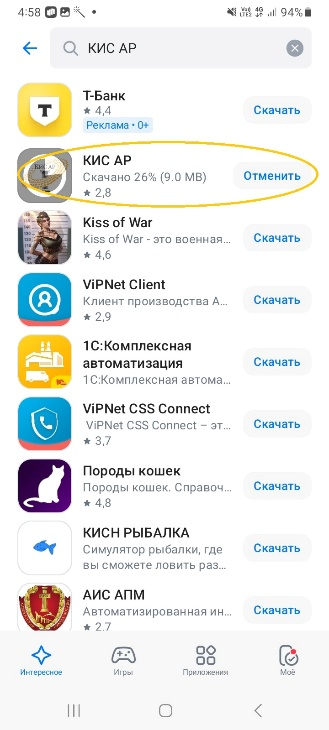 4:58
94%
КИС АР
Т-Банк
4,4
Реклама • 0+
Скачать
КИС АР
Скачано 26% (9.0 MB)
2,8
Отменить
Kiss of War
Kiss of War - это военная...
4,6
Скачать
ViPNet Client
Клиент производства А...
2,9
Скачать
1С:Комплексная
автоматизация
1С:Комплексная автома...
Скачать
ViPNet CSS Connect
ViPNet CSS Connect – эт...
3,7
Скачать
Породы кошек
Породы кошек. Справоч...
4,8
Скачать
КИСН РЫБАЛКА
Симулятор рыбалки, где
вы сможете ловить раз...
Скачать
АИС АПМ
Автоматизированная ин...
2,7
Скачать
Интересное
Игры
Приложения
Моё